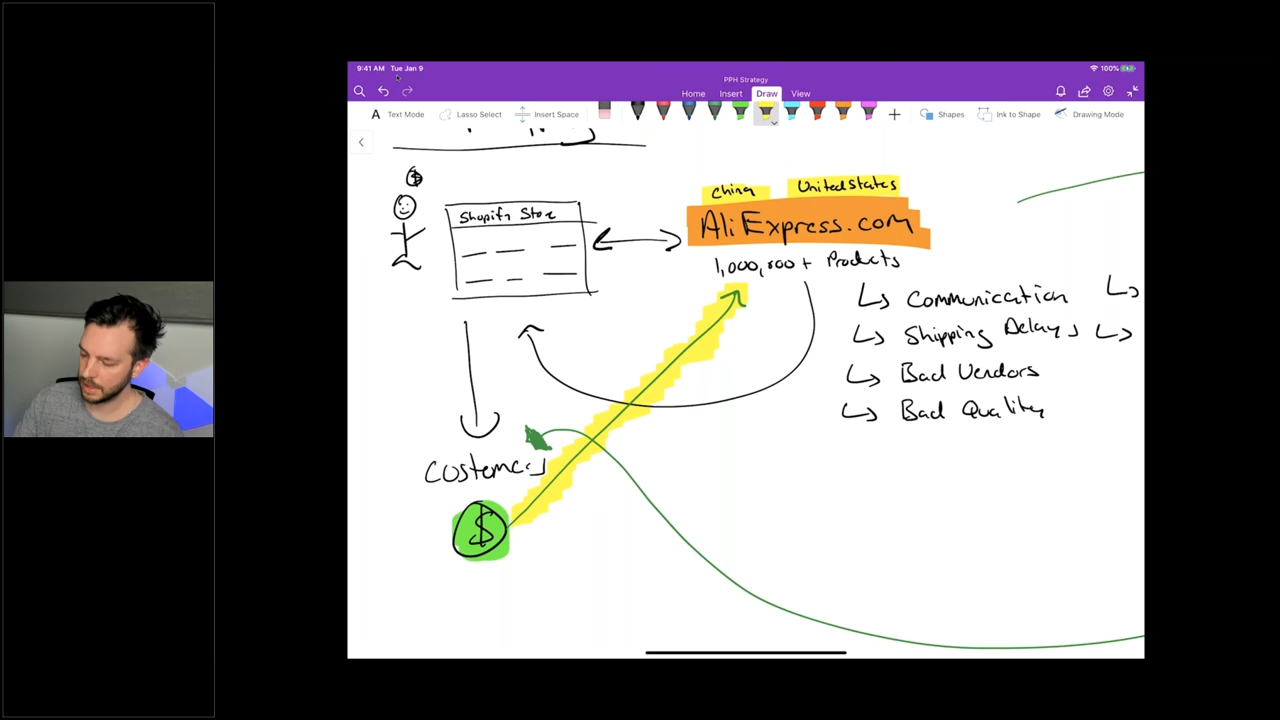 9:41 AM Tue Jan 9
100%
PPH Strategy
Home Insert Draw View
A Text Mode Lasso Select Insert Space Shapes Ink to Shape Drawing Mode
$
China United States
Shopify Store
AliExpress.com
1,000,000+ Products
Communication
Shipping Delays
Bad Vendors
Bad Quality
Costomers
$